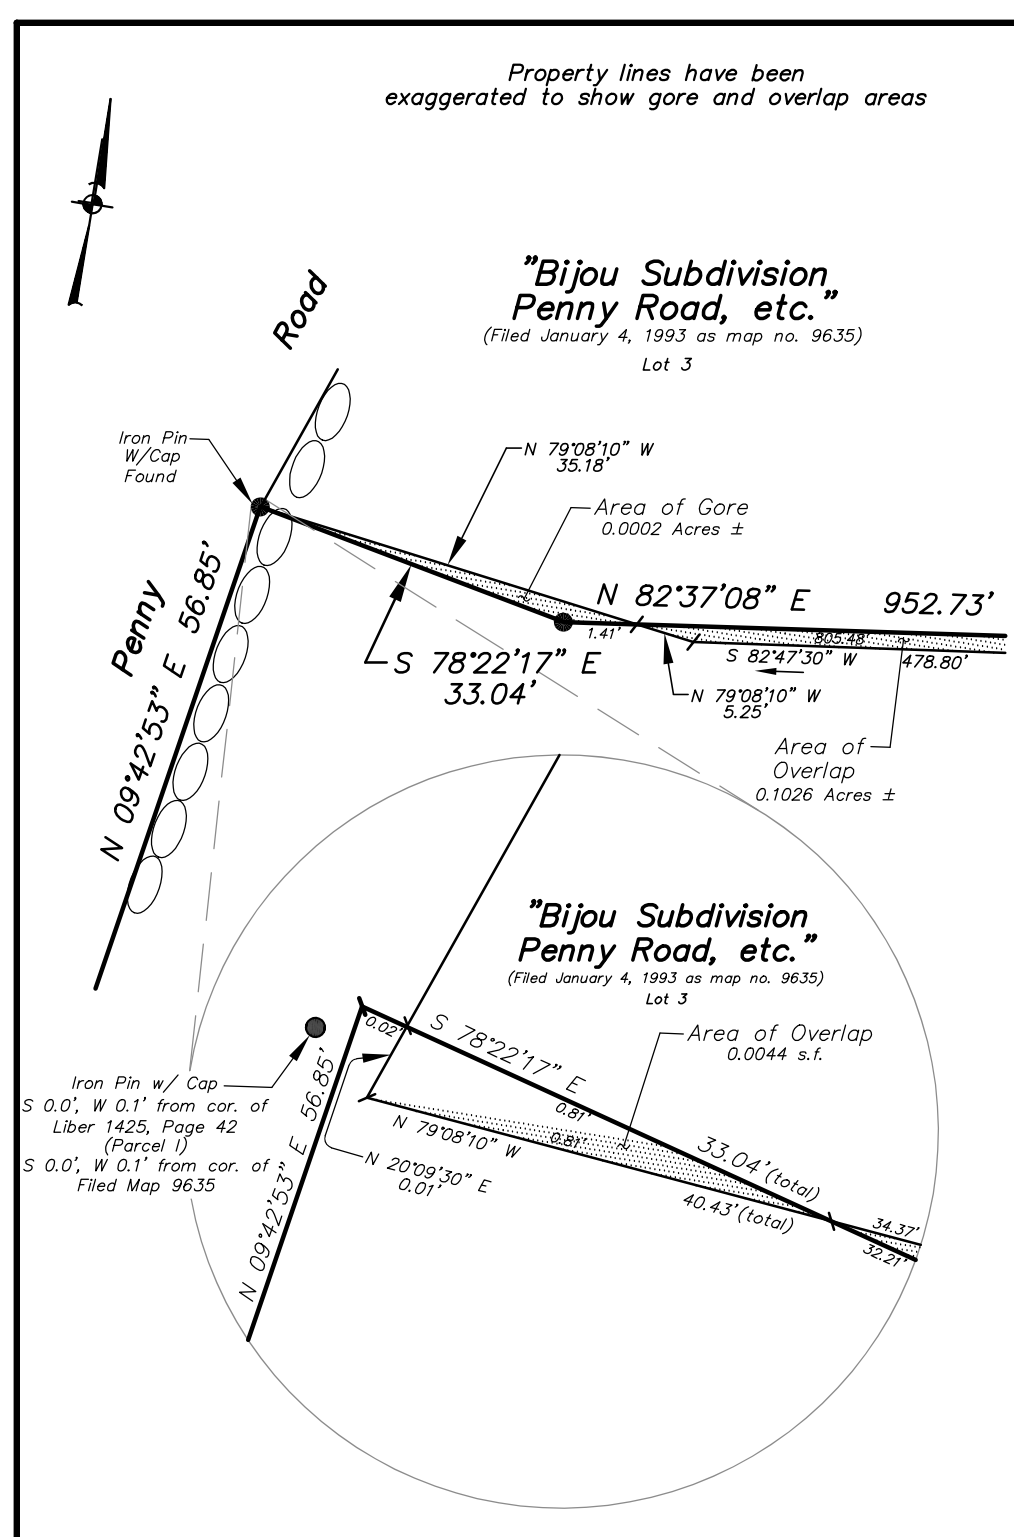 Property lines have been
exaggerated to show gore and overlap areas
"Bijou Subdivision
Penny Road, etc."
(Filed January 4, 1993 as map no. 9635)
Lot 3
Road
Penny
Iron Pin
W/Cap
Found
N 79°08'10" W
35.18'
Area of Gore
0.0002 Acres ±
N 82°37'08" E 952.73'
1.41'
805.48'
S 82°47'30" W
478.80'
S 78°22'17" E
33.04'
N 79°08'10" W
5.25'
N 09°42'53" E 56.85'
Area of
Overlap
0.1026 Acres ±
"Bijou Subdivision
Penny Road, etc."
(Filed January 4, 1993 as map no. 9635)
Lot 3
0.02'
S 78°22'17" E
Area of Overlap
0.0044 s.f.
Iron Pin w/ Cap
S 0.0', W 0.1' from cor. of
Liber 1425, Page 42
(Parcel I)
S 0.0', W 0.1' from cor. of
Filed Map 9635
0.81'
N 79°08'10" W
0.81'
33.04'(total)
N 20°09'30" E
0.01'
40.43'(total)
34.37'
32.21'
N 09°42'53" E 56.85'